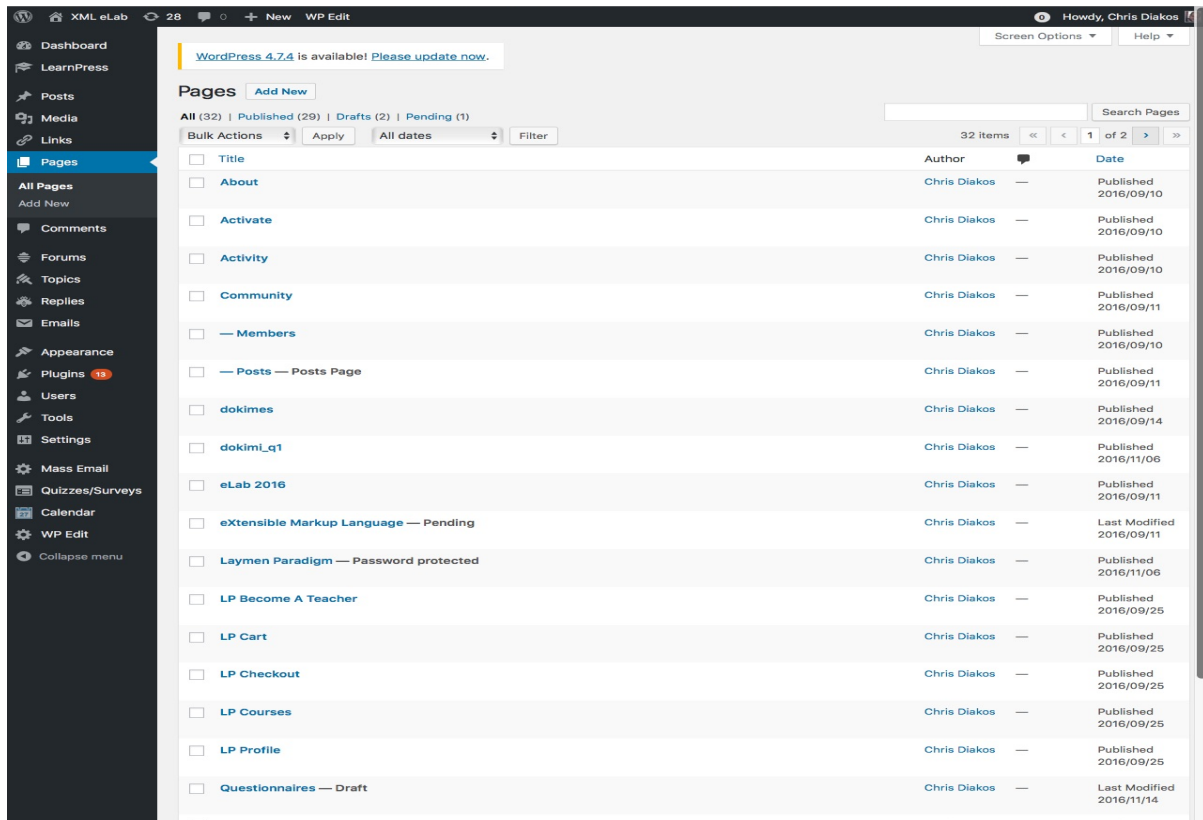 XML eLab 28 0 + New WP Edit 0 Howdy, Chris Diakos
Screen Options Help
Dashboard
LearnPress
Posts
Media
Links
Pages
All Pages
Add New
Comments
Forums
Topics
Replies
Emails
Appearance
Plugins 13
Users
Tools
Settings
Mass Email
Quizzes/Surveys
Calendar
WP Edit
Collapse menu
WordPress 4.7.4 is available! Please update now.
Pages Add New
All (32) | Published (29) | Drafts (2) | Pending (1)
Search Pages
Bulk Actions Apply All dates Filter 32 items « ‹ 1 of 2 › »
Title Author Date
About Chris Diakos — Published
2016/09/10
Activate Chris Diakos — Published
2016/09/10
Activity Chris Diakos — Published
2016/09/10
Community Chris Diakos — Published
2016/09/11
— Members Chris Diakos — Published
2016/09/10
— Posts — Posts Page Chris Diakos — Published
2016/09/11
dokimes Chris Diakos — Published
2016/09/14
dokimi_q1 Chris Diakos — Published
2016/11/06
eLab 2016 Chris Diakos — Published
2016/09/11
eXtensible Markup Language — Pending Chris Diakos — Last Modified
2016/09/11
Laymen Paradigm — Password protected Chris Diakos — Published
2016/11/06
LP Become A Teacher Chris Diakos — Published
2016/09/25
LP Cart Chris Diakos — Published
2016/09/25
LP Checkout Chris Diakos — Published
2016/09/25
LP Courses Chris Diakos — Published
2016/09/25
LP Profile Chris Diakos — Published
2016/09/25
Questionnaires — Draft Chris Diakos — Last Modified
2016/11/14